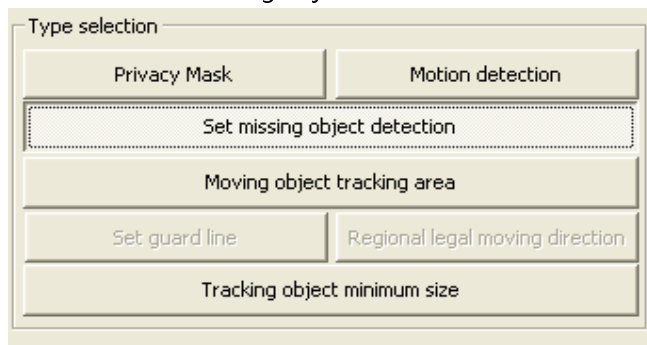 Type selection
Privacy Mask Motion detection
Set missing object detection
Moving object tracking area
Set guard line Regional legal moving direction
Tracking object minimum size